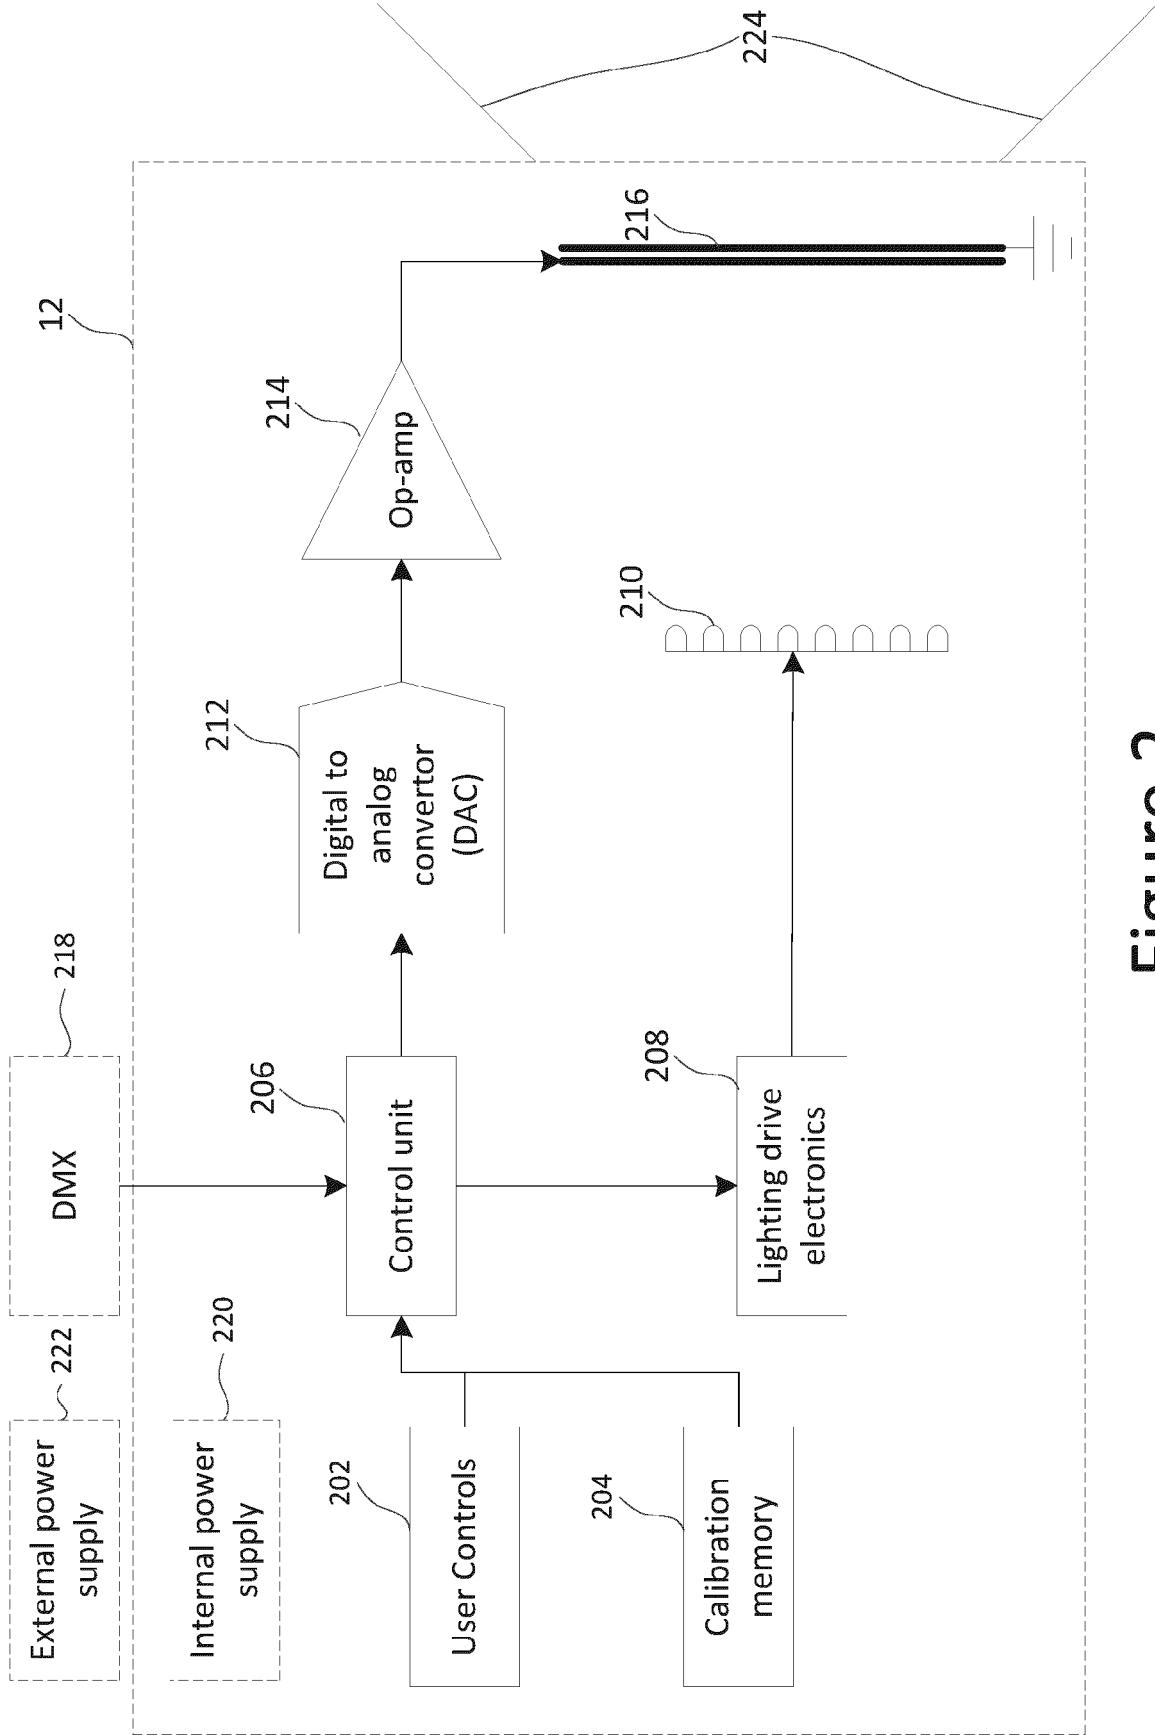 External power
supply
222
DMX
218
12
Internal power
supply
220
User Controls
202
Calibration
memory
204
Control unit
206
Lighting drive
electronics
208
Digital to
analog
convertor
(DAC)
212
Op-amp
214
210
216
224
Figure 2